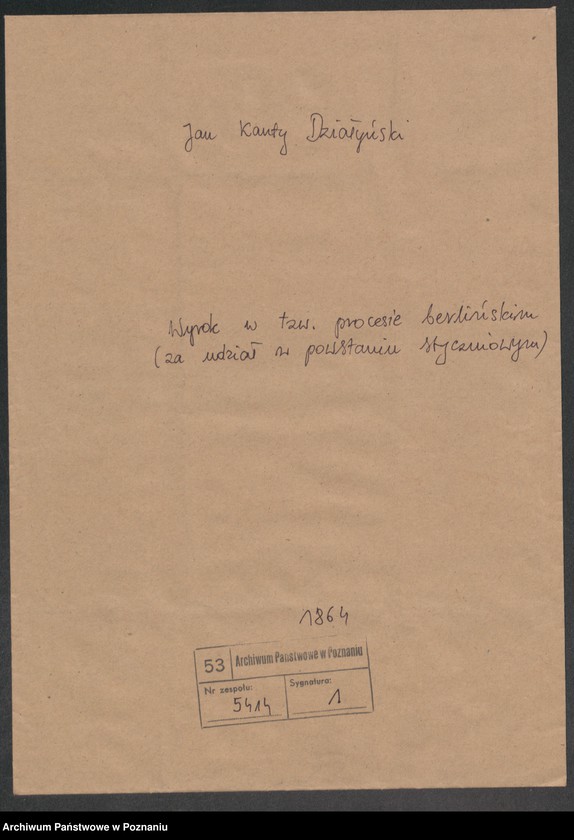 Jan Kanty Działyński
Wyrok w tzw. procesie berlińskim
(za udział w powstaniu styczniowym)
1864
53 Archiwum Państwowe w Poznaniu
Nr zespołu: Sygnatura:
5414 1
Archiwum Państwowe w Poznaniu